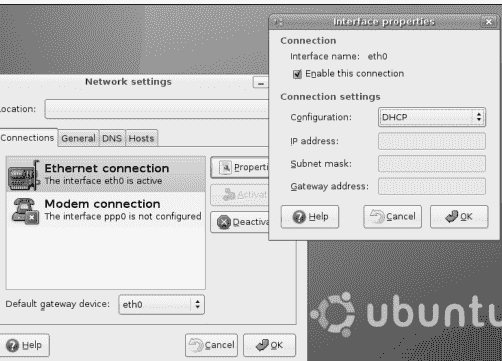 Interface properties
Connection
Interface name: eth0
Enable this connection
Connection settings
Configuration: DHCP
IP address:
Subnet mask:
Gateway address:
Help Cancel OK
Network settings
ocation:
Connections General DNS Hosts
Ethernet connection
The interface eth0 is active
Properti
Activat
Modem connection
The interface ppp0 is not configured
Deactiva
Default gateway device: eth0
Help Cancel OK
ubuntu